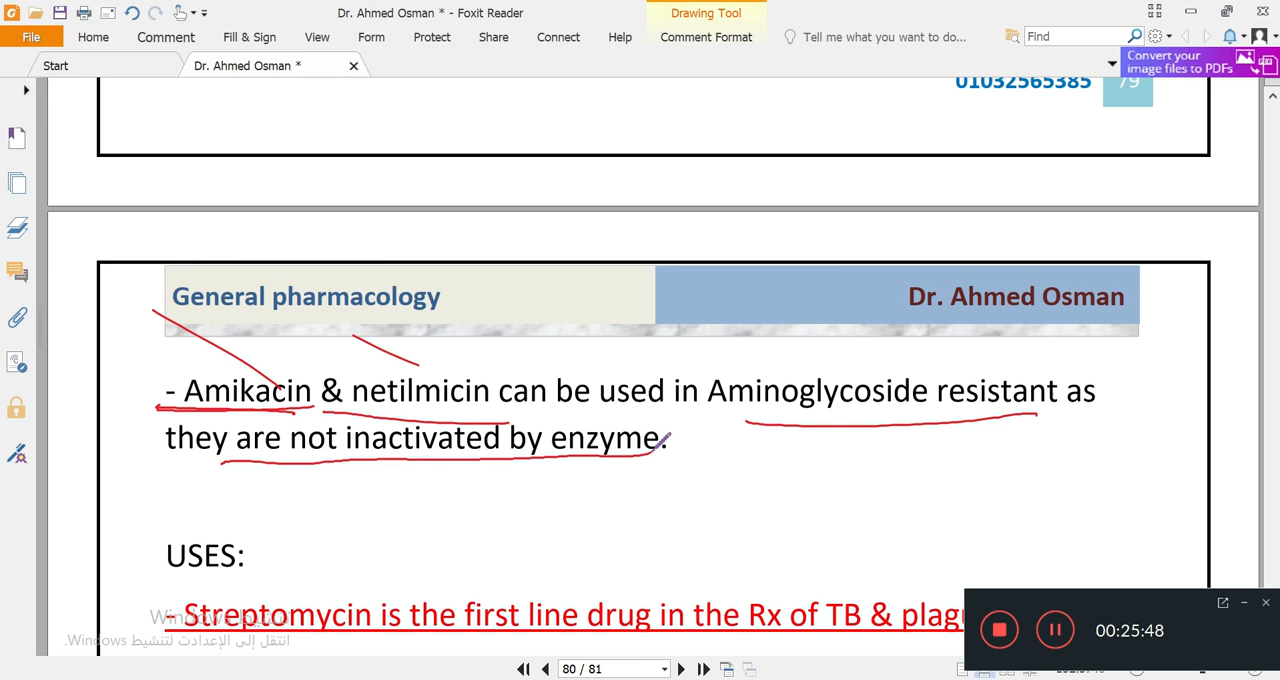 Dr. Ahmed Osman * - Foxit Reader
Drawing Tool
File Home Comment Fill & Sign View Form Protect Share Connect Help Comment Format Tell me what you want to do... Find
Start
Dr. Ahmed Osman *
Convert your
image files to PDFs
01032565385 79
General pharmacology
Dr. Ahmed Osman
- Amikacin & netilmicin can be used in Aminoglycoside resistant as
they are not inactivated by enzyme.
USES:
- Streptomycin is the first line drug in the Rx of TB & plagu
تنشيط Windows
انتقل إلى الإعدادات لتنشيط Windows.
00:25:48
80 / 81